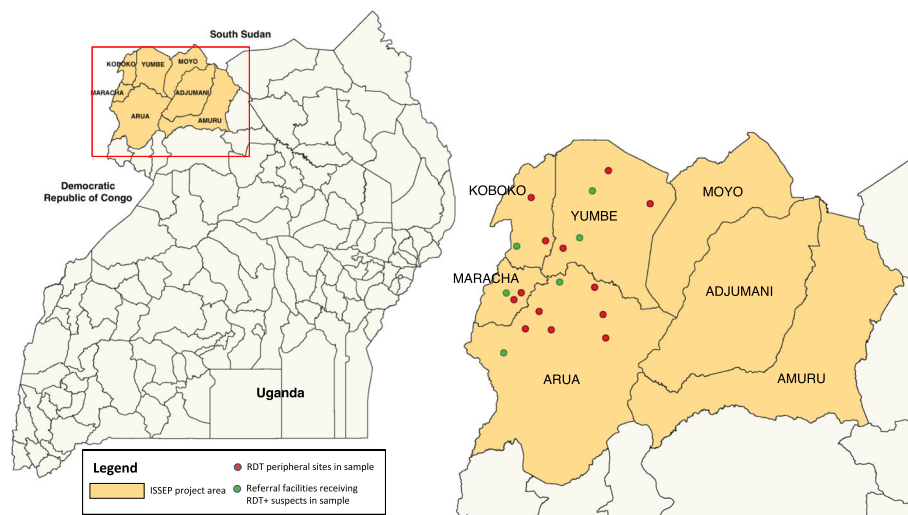 South Sudan
KOBOKO
YUMBE
MOYO
MARACHA
ADJUMANI
ARUA
AMURU
Democratic
Republic of Congo
Uganda
KOBOKO
YUMBE
MOYO
MARACHA
ADJUMANI
ARUA
AMURU
Legend
ISSEP project area
RDT peripheral sites in sample
Referral facilities receiving
RDT+ suspects in sample